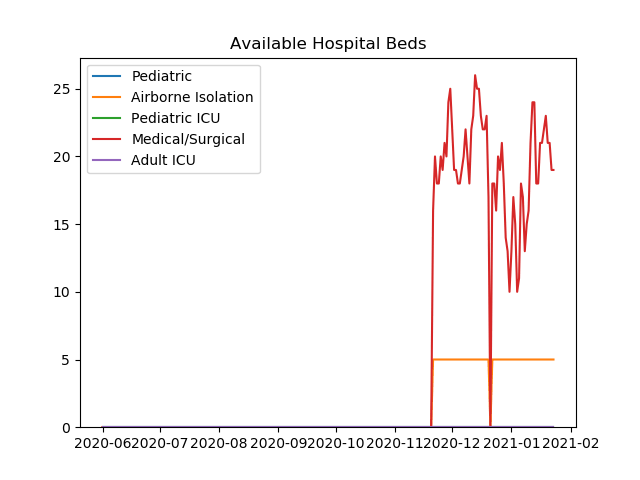 Available Hospital Beds
Pediatric
Airborne Isolation
Pediatric ICU
Medical/Surgical
Adult ICU
25
20
15
10
5
0
2020-06 2020-07 2020-08 2020-09 2020-10 2020-11 2020-12 2021-01 2021-02